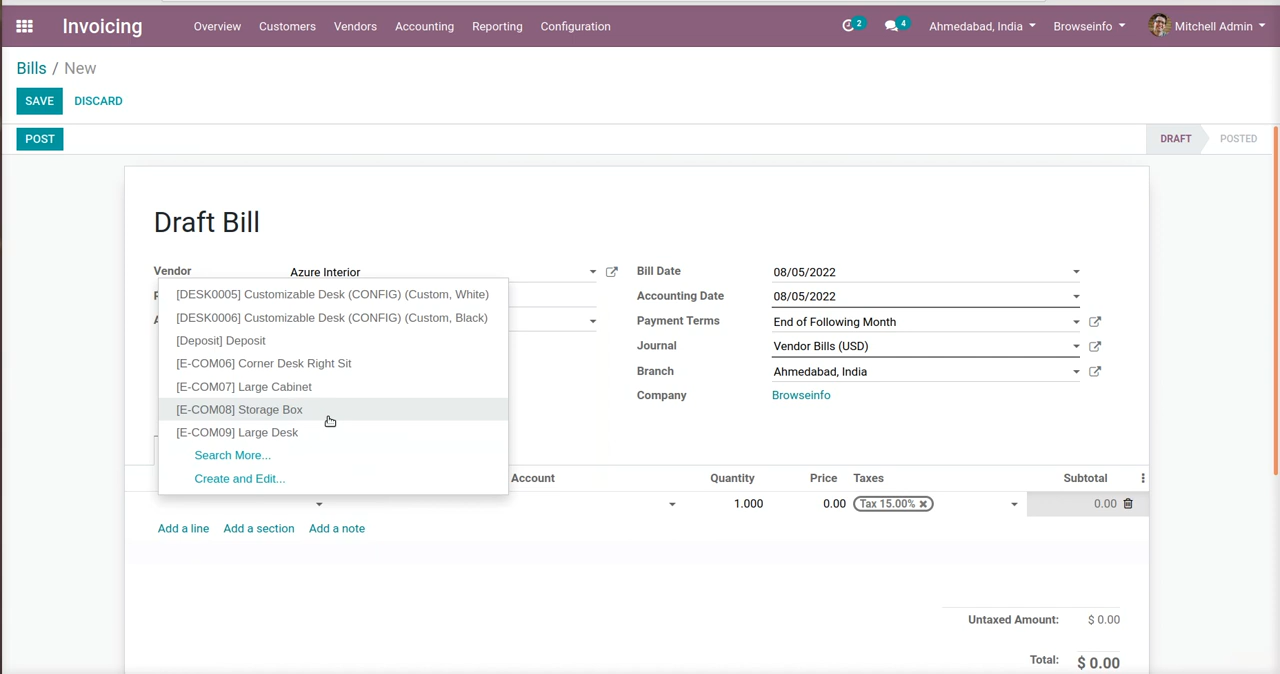 Invoicing Overview Customers Vendors Accounting Reporting Configuration 2 4 Ahmedabad, India Browseinfo Mitchell Admin
Bills / New
SAVE DISCARD
POST DRAFT POSTED
Draft Bill
Vendor Azure Interior Bill Date 08/05/2022
[DESK0005] Customizable Desk (CONFIG) (Custom, White) Accounting Date 08/05/2022
[DESK0006] Customizable Desk (CONFIG) (Custom, Black) Payment Terms End of Following Month
[Deposit] Deposit Journal Vendor Bills (USD)
[E-COM06] Corner Desk Right Sit Branch Ahmedabad, India
[E-COM07] Large Cabinet Company Browseinfo
[E-COM08] Storage Box
[E-COM09] Large Desk
Search More...
Create and Edit... Account Quantity Price Taxes Subtotal
1.000 0.00 Tax 15.00% 0.00
Add a line Add a section Add a note
Untaxed Amount: $ 0.00
Total: $ 0.00